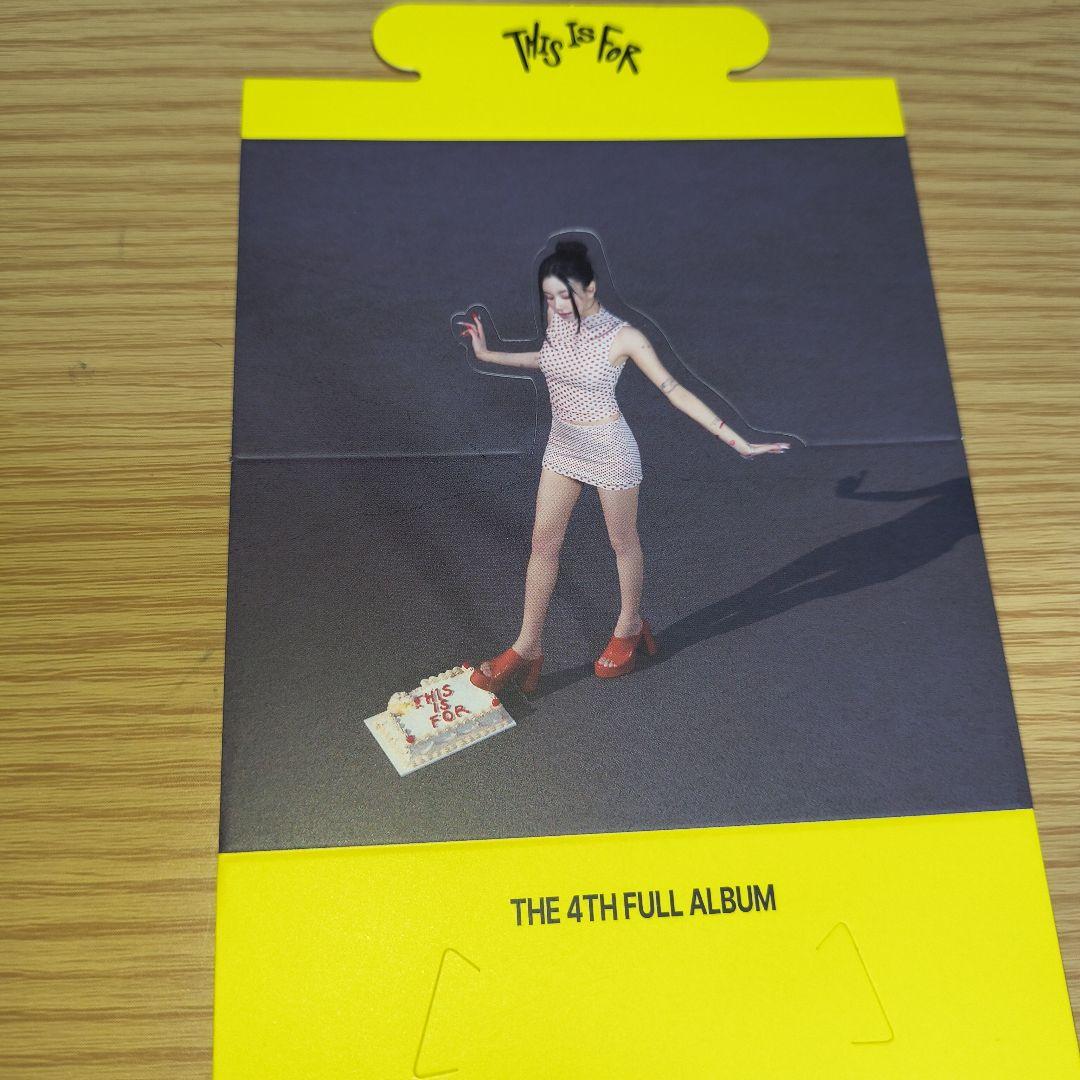 THIS IS FOR
THIS
IS
FOR
THE 4TH FULL ALBUM